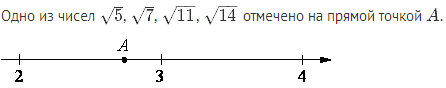 Одно из чисел √5, √7, √11, √14 отмечено на прямой точкой A.
A
2 3 4